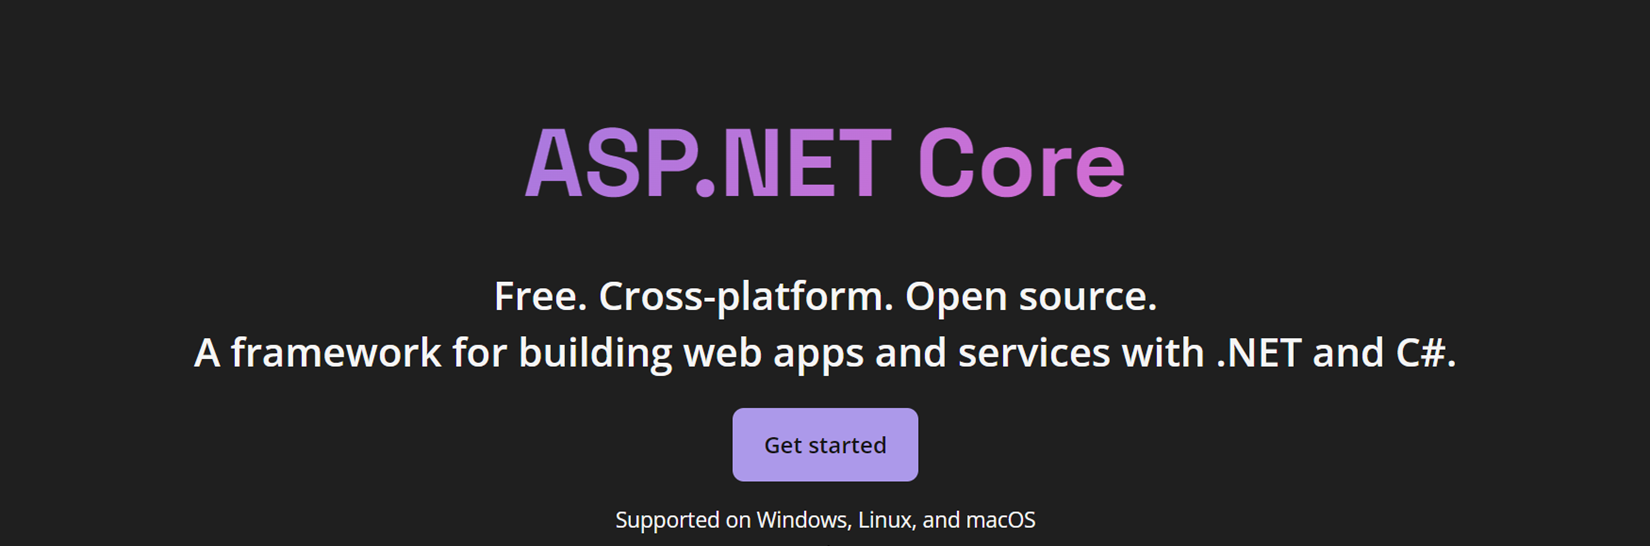 ASP.NET Core
Free. Cross-platform. Open source.
A framework for building web apps and services with .NET and C#.
Get started
Supported on Windows, Linux, and macOS